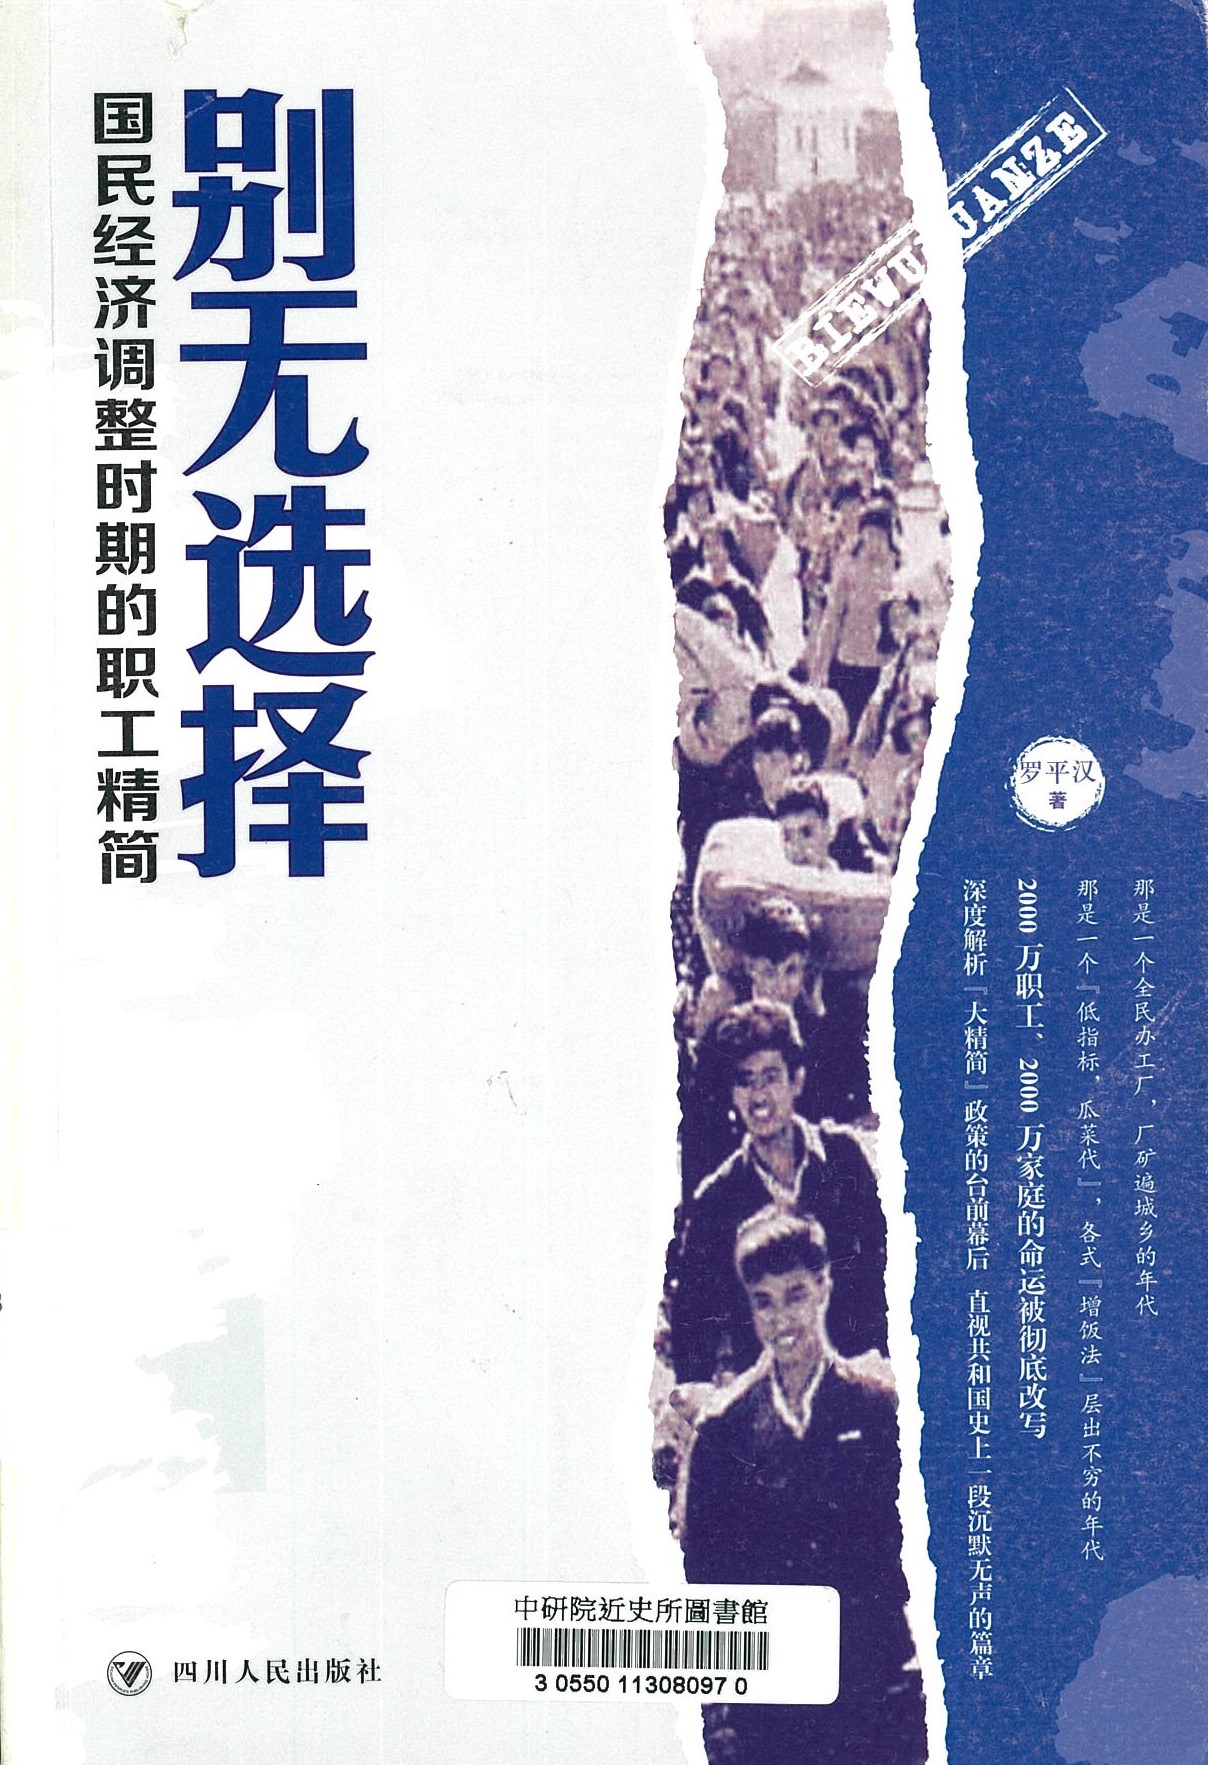 别无选择
国民经济调整时期的职工精简
BIEWUXUANZE
罗平汉
著
那是一个全民办工厂，厂矿遍城乡的年代
那是一个『低指标，瓜菜代』，各式『增饭法』层出不穷的年代
2000万职工、2000万家庭的命运被彻底改写
深度解析『大精简』政策的台前幕后 直视共和国史上一段沉默无声的篇章
四川人民出版社
中研院近史所圖書館
3 0550 11308097 0